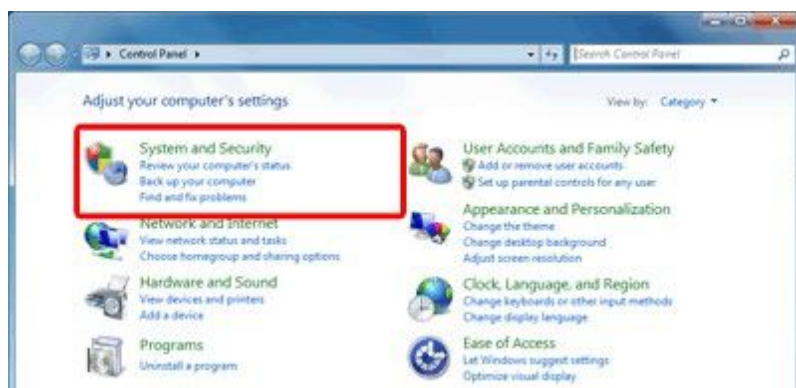 Control Panel
Search Control Panel
Adjust your computer's settings
View by: Category
System and Security
Review your computer's status
Back up your computer
Find and fix problems
Network and Internet
View network status and tasks
Choose homegroup and sharing options
Hardware and Sound
View devices and printers
Add a device
Programs
Uninstall a program
User Accounts and Family Safety
Add or remove user accounts
Set up parental controls for any user
Appearance and Personalization
Change the theme
Change desktop background
Adjust screen resolution
Clock, Language, and Region
Change keyboards or other input methods
Change display language
Ease of Access
Let Windows suggest settings
Optimize visual display